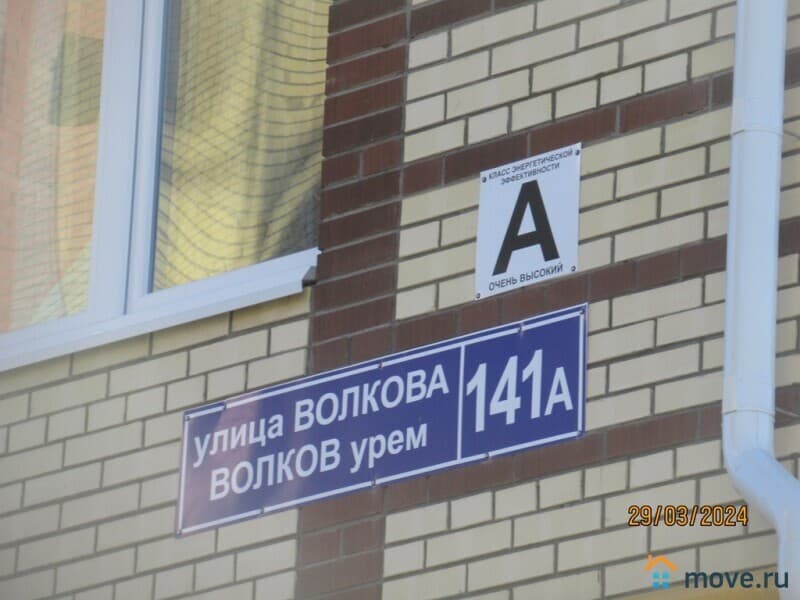 КЛАСС ЭНЕРГЕТИЧЕСКОЙ
ЭФФЕКТИВНОСТИ
А
ОЧЕНЬ ВЫСОКИЙ
улица ВОЛКОВА
ВОЛКОВ урем
141А
29/03/2024
move.ru